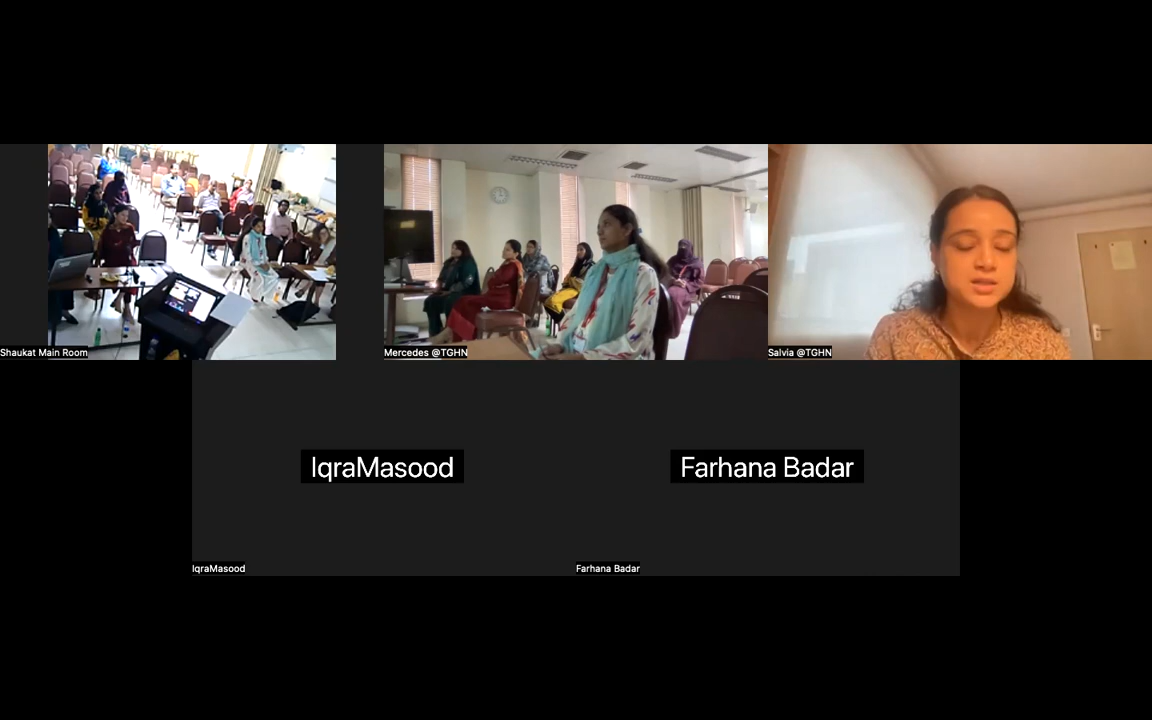 Shaukat Main Room
Mercedes @TGHN
Salvia @TGHN
IqraMasood
Farhana Badar
IqraMasood
Farhana Badar